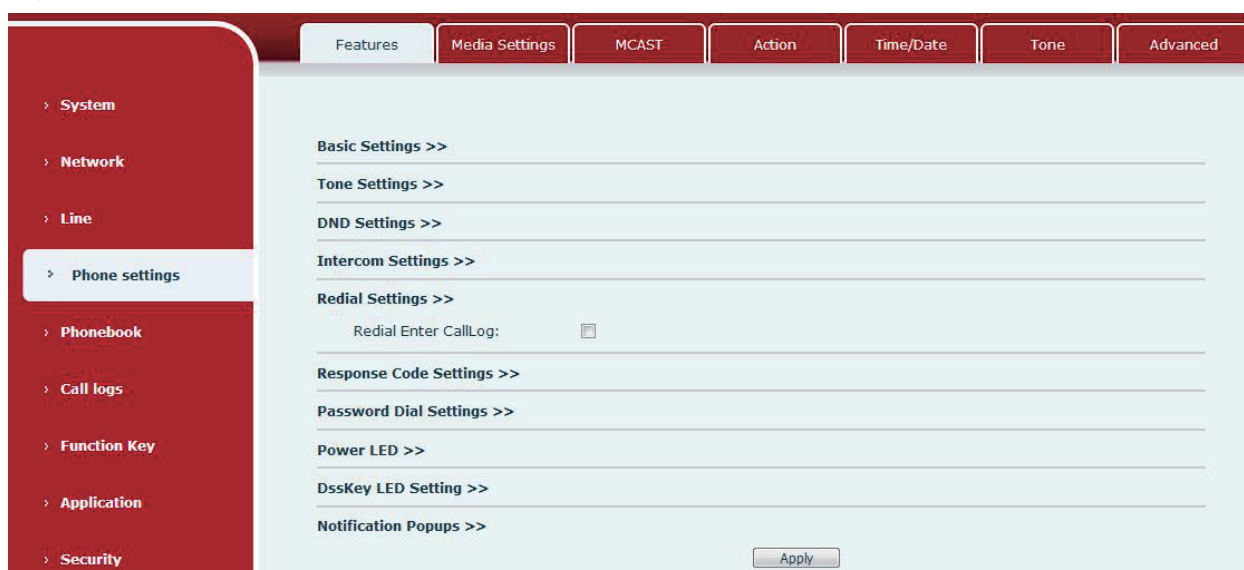 Features Media Settings MCAST Action Time/Date Tone Advanced
› System
› Network
› Line
› Phone settings
› Phonebook
› Call logs
› Function Key
› Application
› Security
Basic Settings >>
Tone Settings >>
DND Settings >>
Intercom Settings >>
Redial Settings >>
Redial Enter CallLog:
Response Code Settings >>
Password Dial Settings >>
Power LED >>
DssKey LED Setting >>
Notification Popups >>
Apply